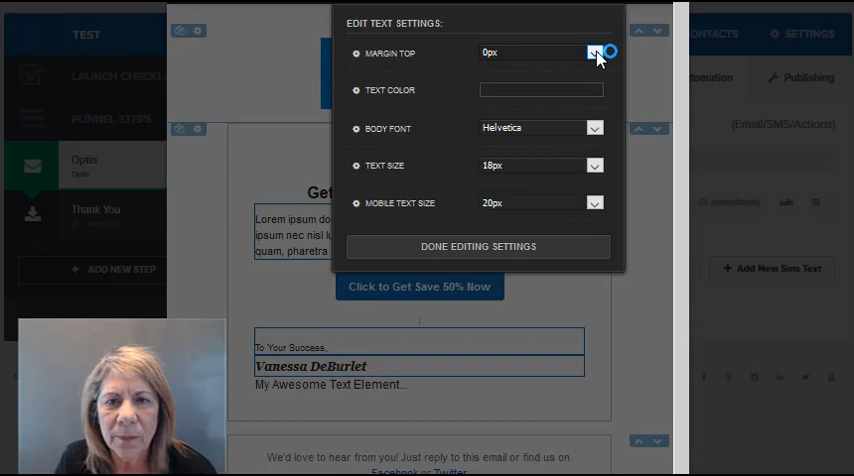 EDIT TEXT SETTINGS:
TEST
MARGIN TOP 0px
CONTACTS
SETTINGS
LAUNCH CHECKLI
TEXT COLOR
Publishing
FUNNEL STEPS
BODY FONT Helvetica
(Email/SMS/Actions)
Optin
Optin
TEXT SIZE 18px
Get
Thank You
MOBILE TEXT SIZE 20px
immediately
edit
Lorem ipsum do
ipsum nec nisl lu
quam, pharetra
DONE EDITING SETTINGS
+ ADD NEW STEP
+ Add New Sms Text
Click to Get Save 50% Now
To Your Success,
Vanessa DeBurlet
My Awesome Text Element...
We'd love to hear from you! Just reply to this email or find us on
Facebook or Twitter